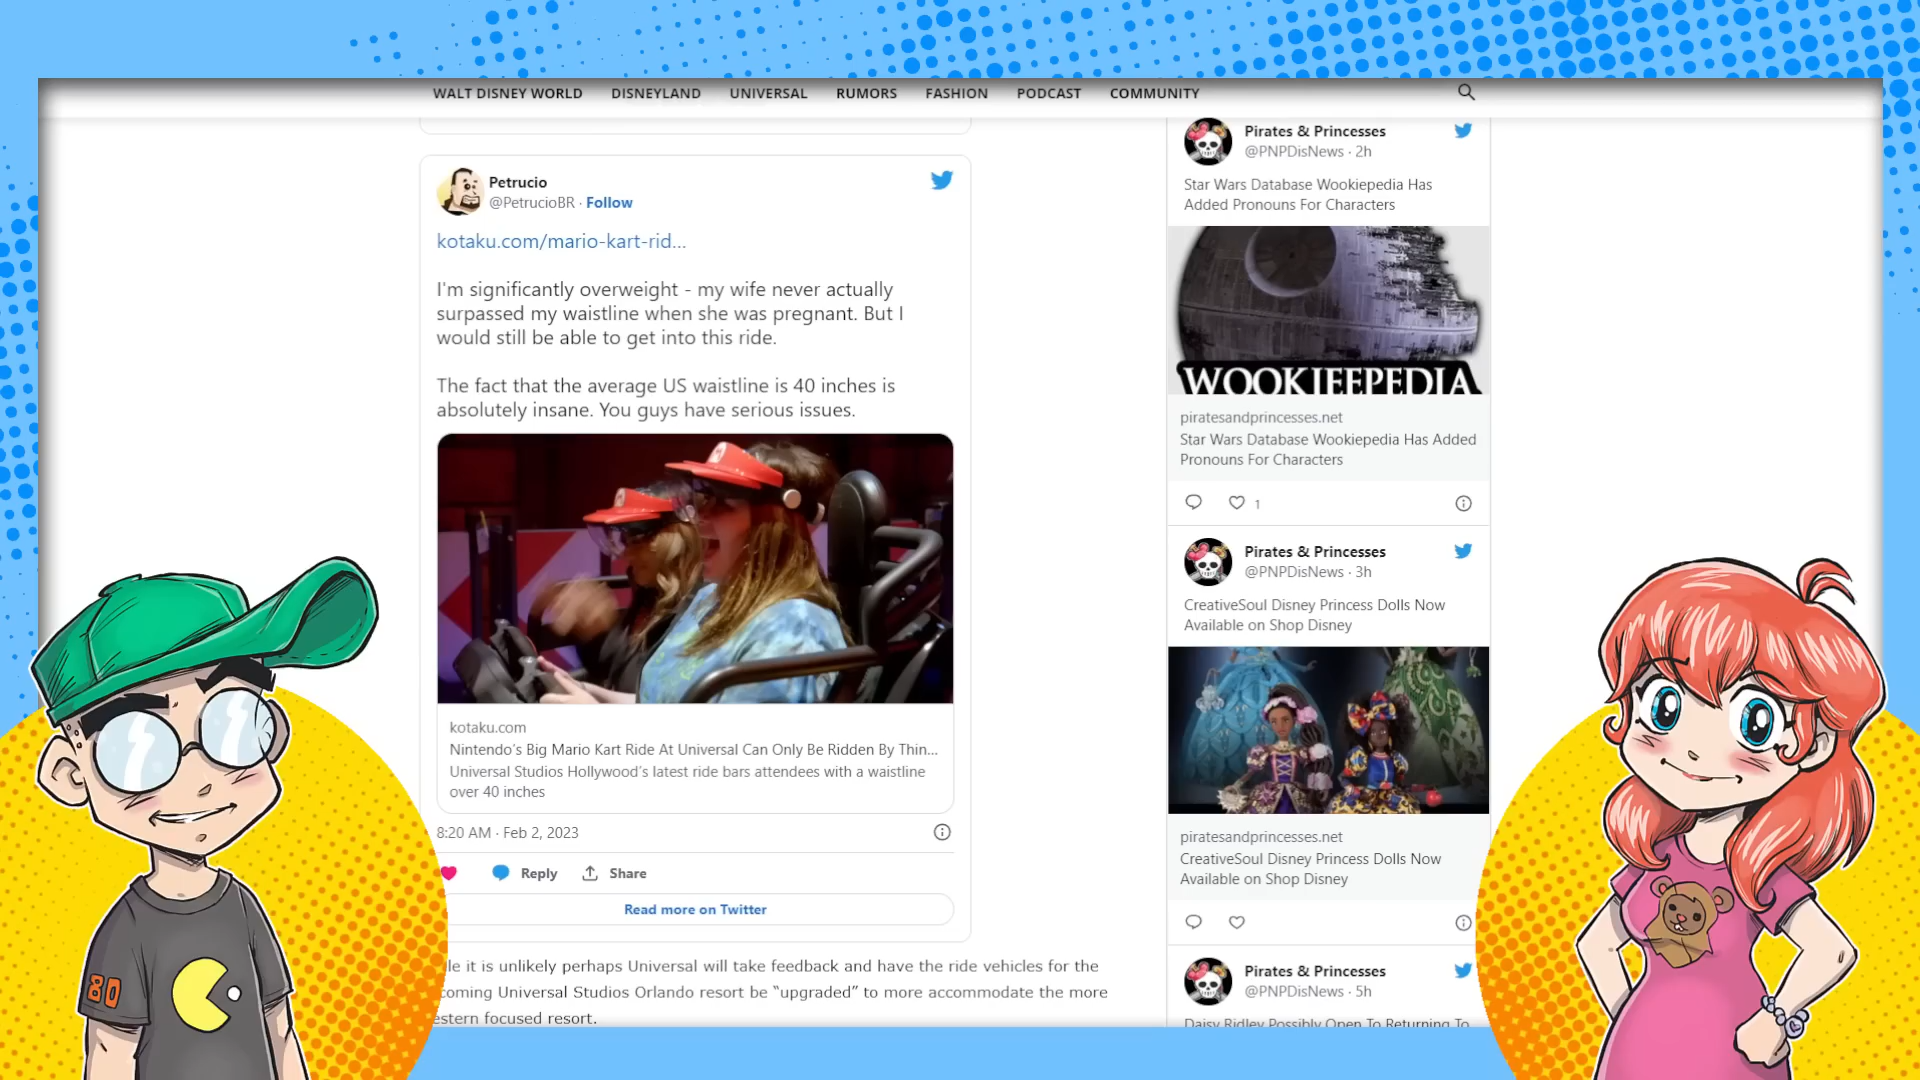 WALT DISNEY WORLD DISNEYLAND UNIVERSAL RUMORS FASHION PODCAST COMMUNITY
Petrucio
@PetrucioBR · Follow
kotaku.com/mario-kart-rid...
I'm significantly overweight - my wife never actually
surpassed my waistline when she was pregnant. But I
would still be able to get into this ride.
The fact that the average US waistline is 40 inches is
absolutely insane. You guys have serious issues.
kotaku.com
Nintendo's Big Mario Kart Ride At Universal Can Only Be Ridden By Thin...
Universal Studios Hollywood's latest ride bars attendees with a waistline
over 40 inches
8:20 AM · Feb 2, 2023
Reply Share
Read more on Twitter
le it is unlikely perhaps Universal will take feedback and have the ride vehicles for the
coming Universal Studios Orlando resort be “upgraded” to more accommodate the more
estern focused resort.
Pirates & Princesses
@PNPDisNews · 2h
Star Wars Database Wookiepedia Has
Added Pronouns For Characters
WOOKIEEPEDIA
piratesandprincesses.net
Star Wars Database Wookiepedia Has Added
Pronouns For Characters
1
Pirates & Princesses
@PNPDisNews · 3h
CreativeSoul Disney Princess Dolls Now
Available on Shop Disney
piratesandprincesses.net
CreativeSoul Disney Princess Dolls Now
Available on Shop Disney
Pirates & Princesses
@PNPDisNews · 5h
Daisy Ridley Possibly Open To Returning To
80